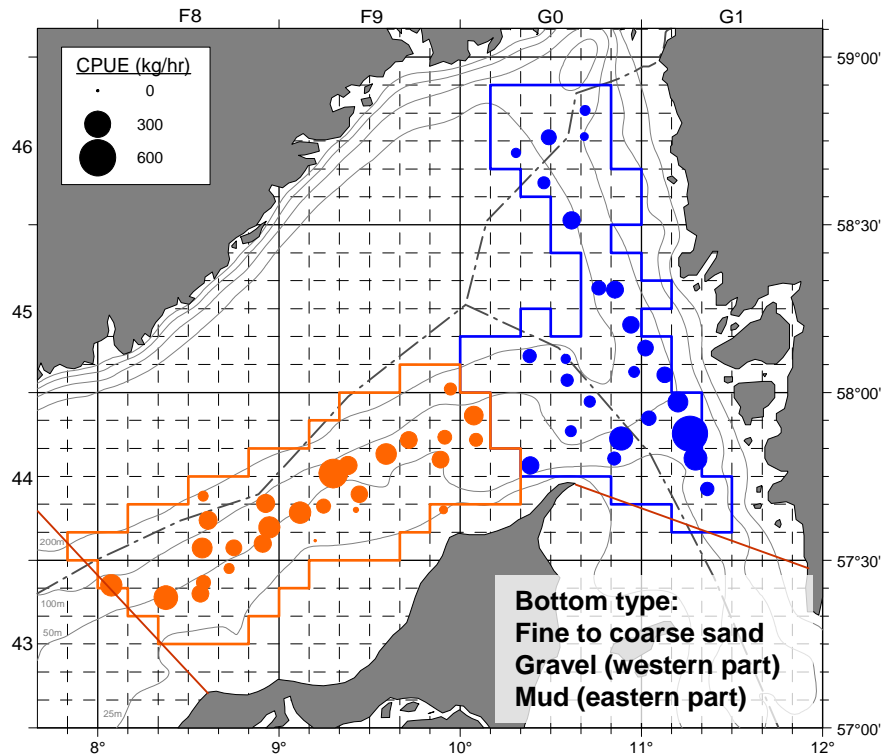 F8 F9 G0 G1
CPUE (kg/hr)
0
300
600
59°00'
46
58°30'
45
58°00'
44
200m
57°30'
100m
50m
43
Bottom type:
Fine to coarse sand
Gravel (western part)
Mud (eastern part)
25m
57°00'
8° 9° 10° 11° 12°